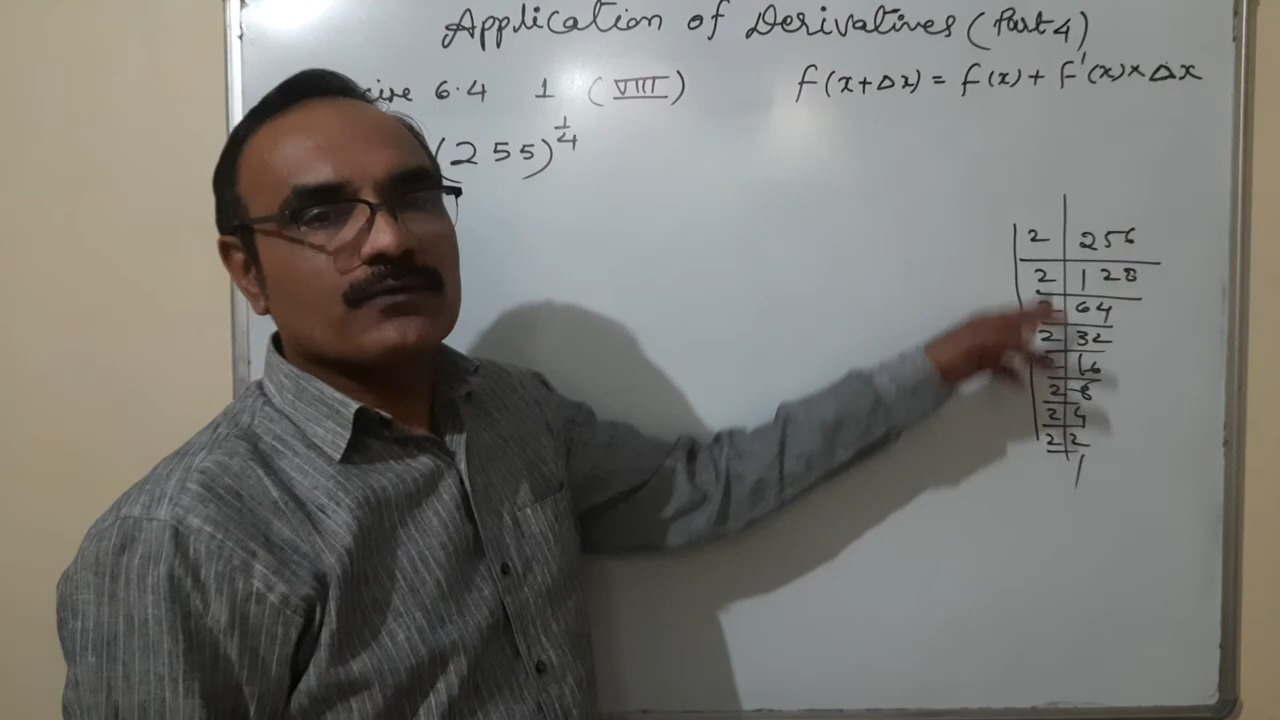 Application of Derivatives (Part 4)
6.4 1 (VIII) f(x+Δx) = f(x) + f'(x)×Δx
(255)^1/4
2 | 256
2 | 128
64
2 | 32
16
2 | 8
2 | 4
2 | 2
1